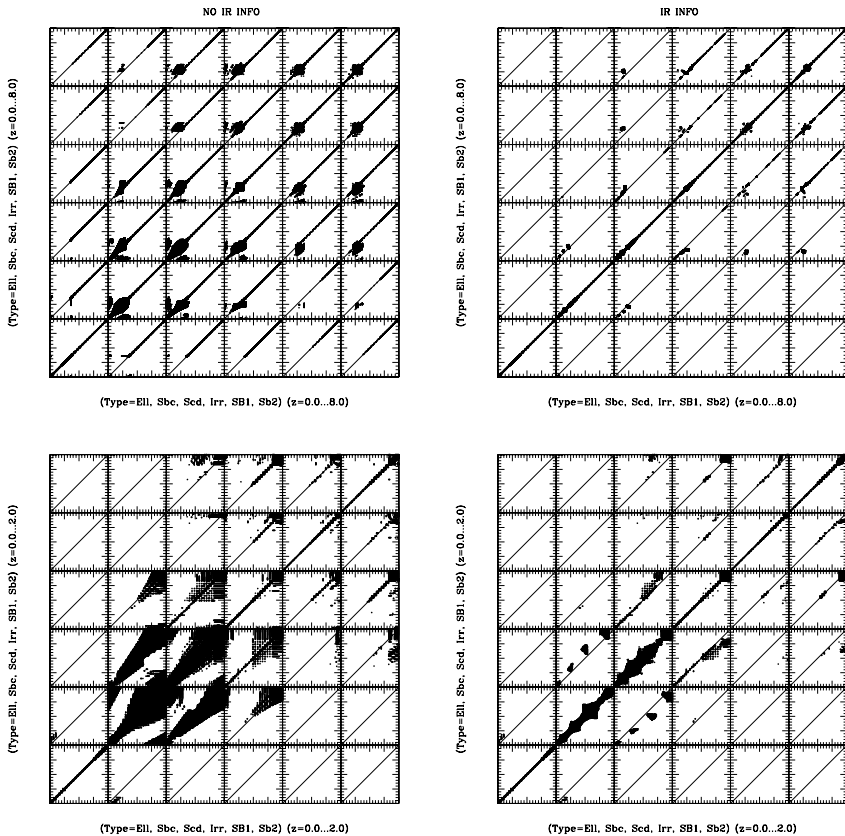 NO IR INFO
IR INFO
(Type=Ell, Sbc, Scd, Irr, SB1, Sb2) (z=0.0...8.0)
(Type=Ell, Sbc, Scd, Irr, SB1, Sb2) (z=0.0...8.0)
(Type=Ell, Sbc, Scd, Irr, SB1, Sb2) (z=0.0...8.0)
(Type=Ell, Sbc, Scd, Irr, SB1, Sb2) (z=0.0...8.0)
(Type=Ell, Sbc, Scd, Irr, SB1, Sb2) (z=0.0...2.0)
(Type=Ell, Sbc, Scd, Irr, SB1, Sb2) (z=0.0...2.0)
(Type=Ell, Sbc, Scd, Irr, SB1, Sb2) (z=0.0...2.0)
(Type=Ell, Sbc, Scd, Irr, SB1, Sb2) (z=0.0...2.0)